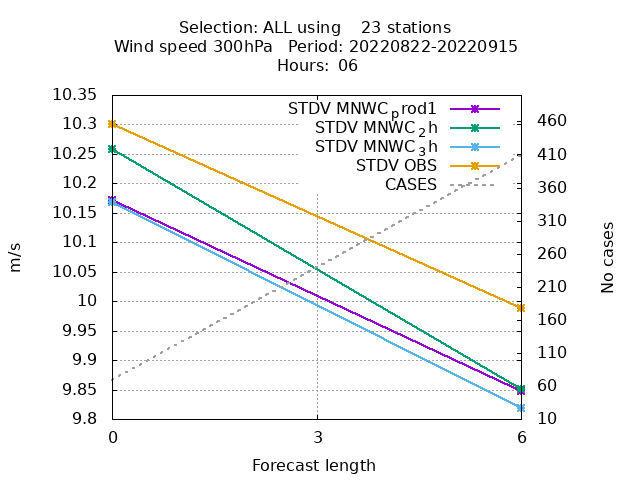 Selection: ALL using    23 stations
Wind speed 300hPa   Period: 20220822-20220915
Hours:  06
STDV MNWCprod1
STDV MNWC2h
STDV MNWC3h
STDV OBS
CASES
m/s
10.35
10.3
10.25
10.2
10.15
10.1
10.05
10
9.95
9.9
9.85
9.8
460
410
360
310
260
210
160
110
60
10
No cases
0 3 6
Forecast length